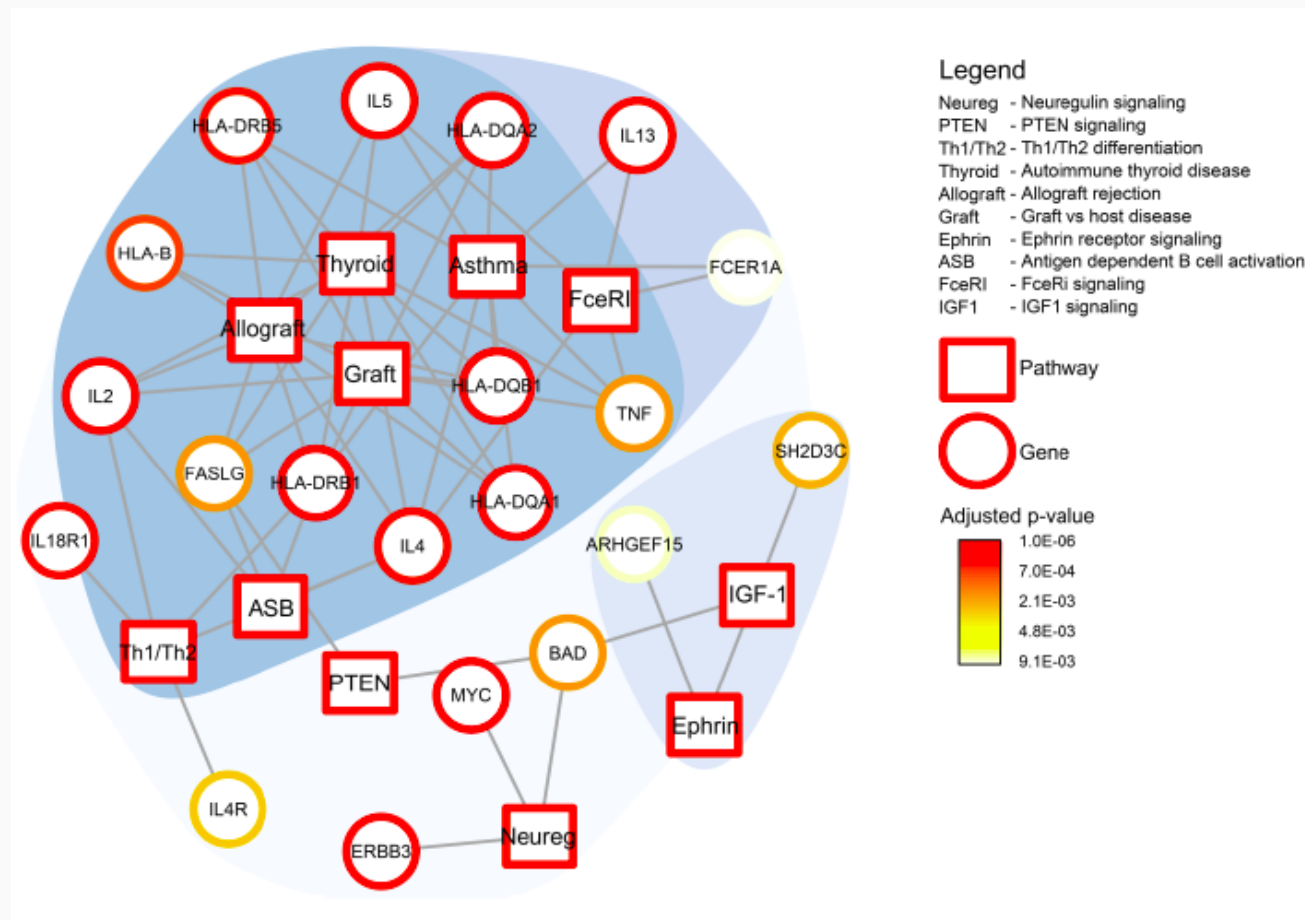 IL5
HLA-DRB5
HLA-DQA2
IL13
HLA-B
Thyroid
Asthma
FCER1A
FceRI
Allograft
Graft
IL2
HLA-DQB1
TNF
FASLG
HLA-DRB1
HLA-DQA1
SH2D3C
IL18R1
IL4
ARHGEF15
ASB
IGF-1
Th1/Th2
BAD
PTEN
MYC
Ephrin
IL4R
Neureg
ERBB3
Legend
Neureg - Neuregulin signaling
PTEN - PTEN signaling
Th1/Th2 - Th1/Th2 differentiation
Thyroid - Autoimmune thyroid disease
Allograft - Allograft rejection
Graft - Graft vs host disease
Ephrin - Ephrin receptor signaling
ASB - Antigen dependent B cell activation
FceRI - FceRi signaling
IGF1 - IGF1 signaling
Pathway
Gene
Adjusted p-value
1.0E-06
7.0E-04
2.1E-03
4.8E-03
9.1E-03